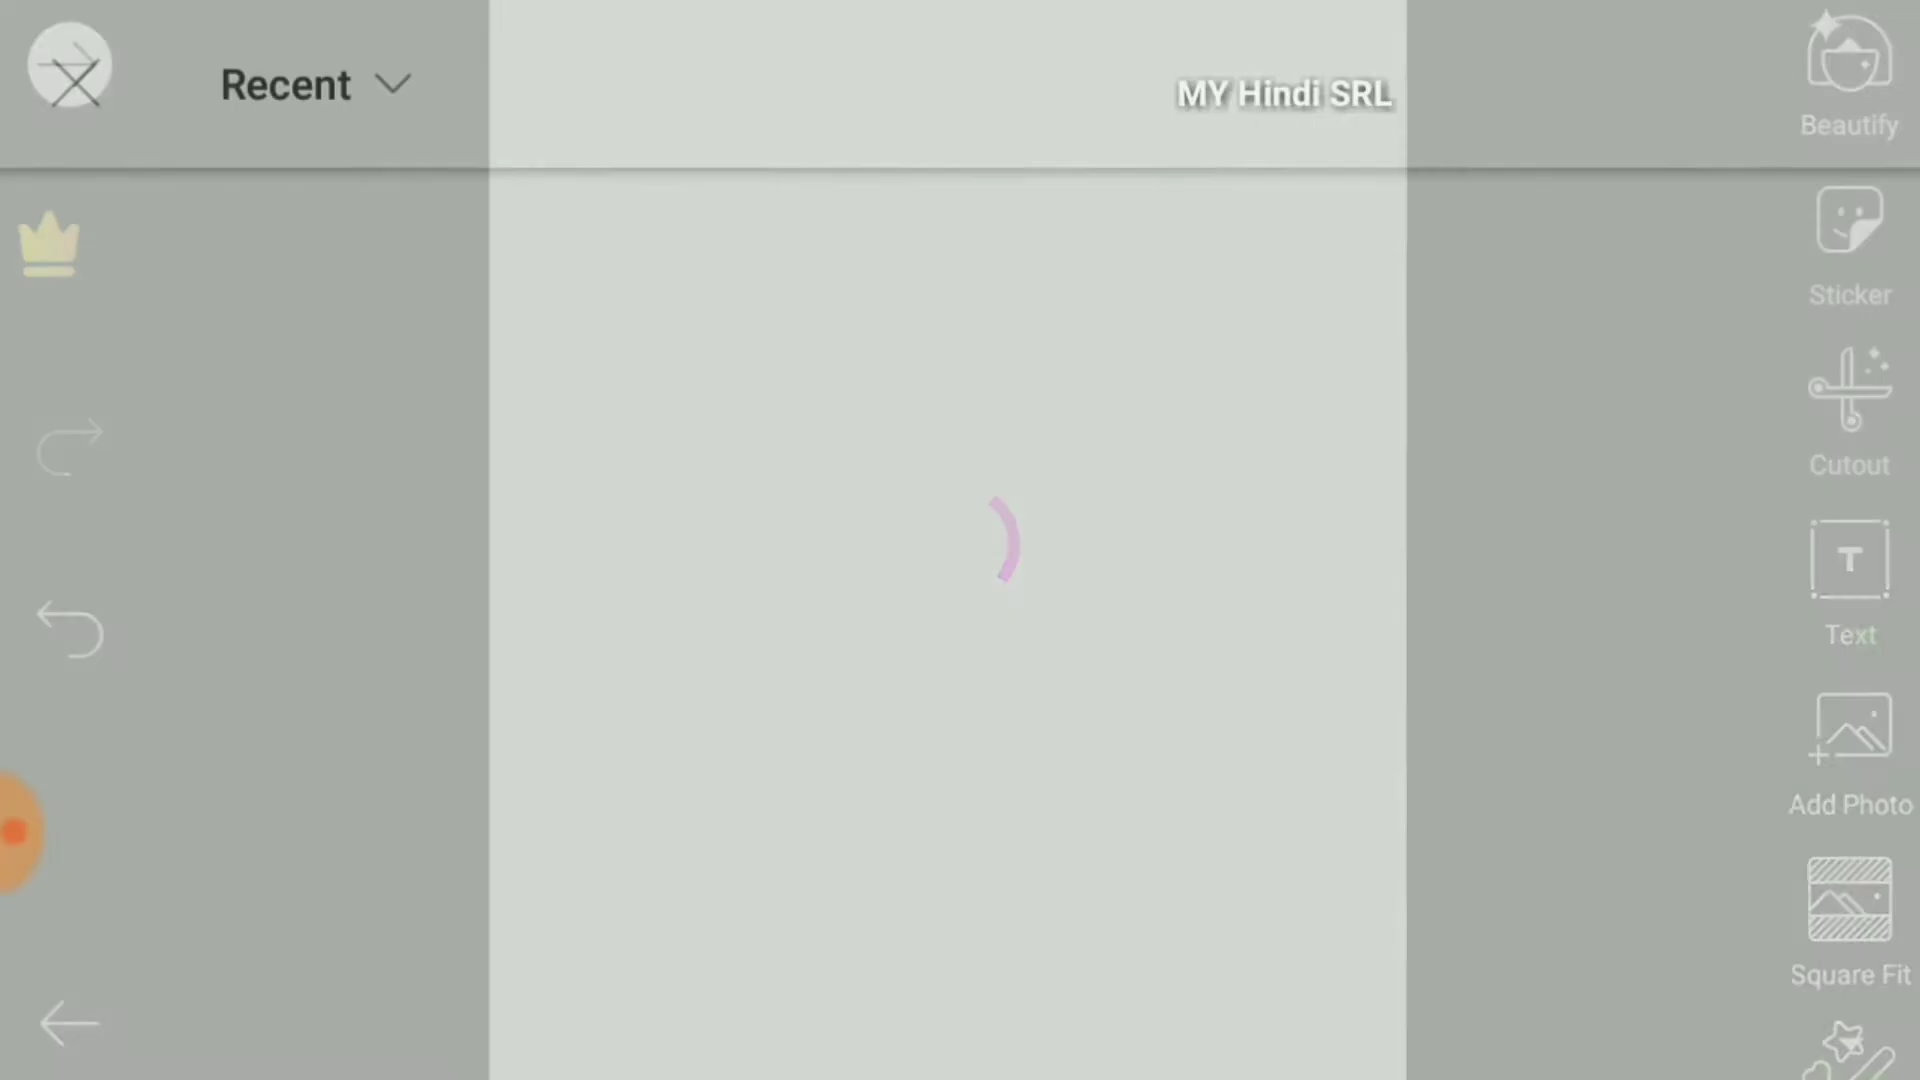 Recent
MY Hindi SRL
Beautify
Sticker
Cutout
T
Text
Add Photo
Square Fit